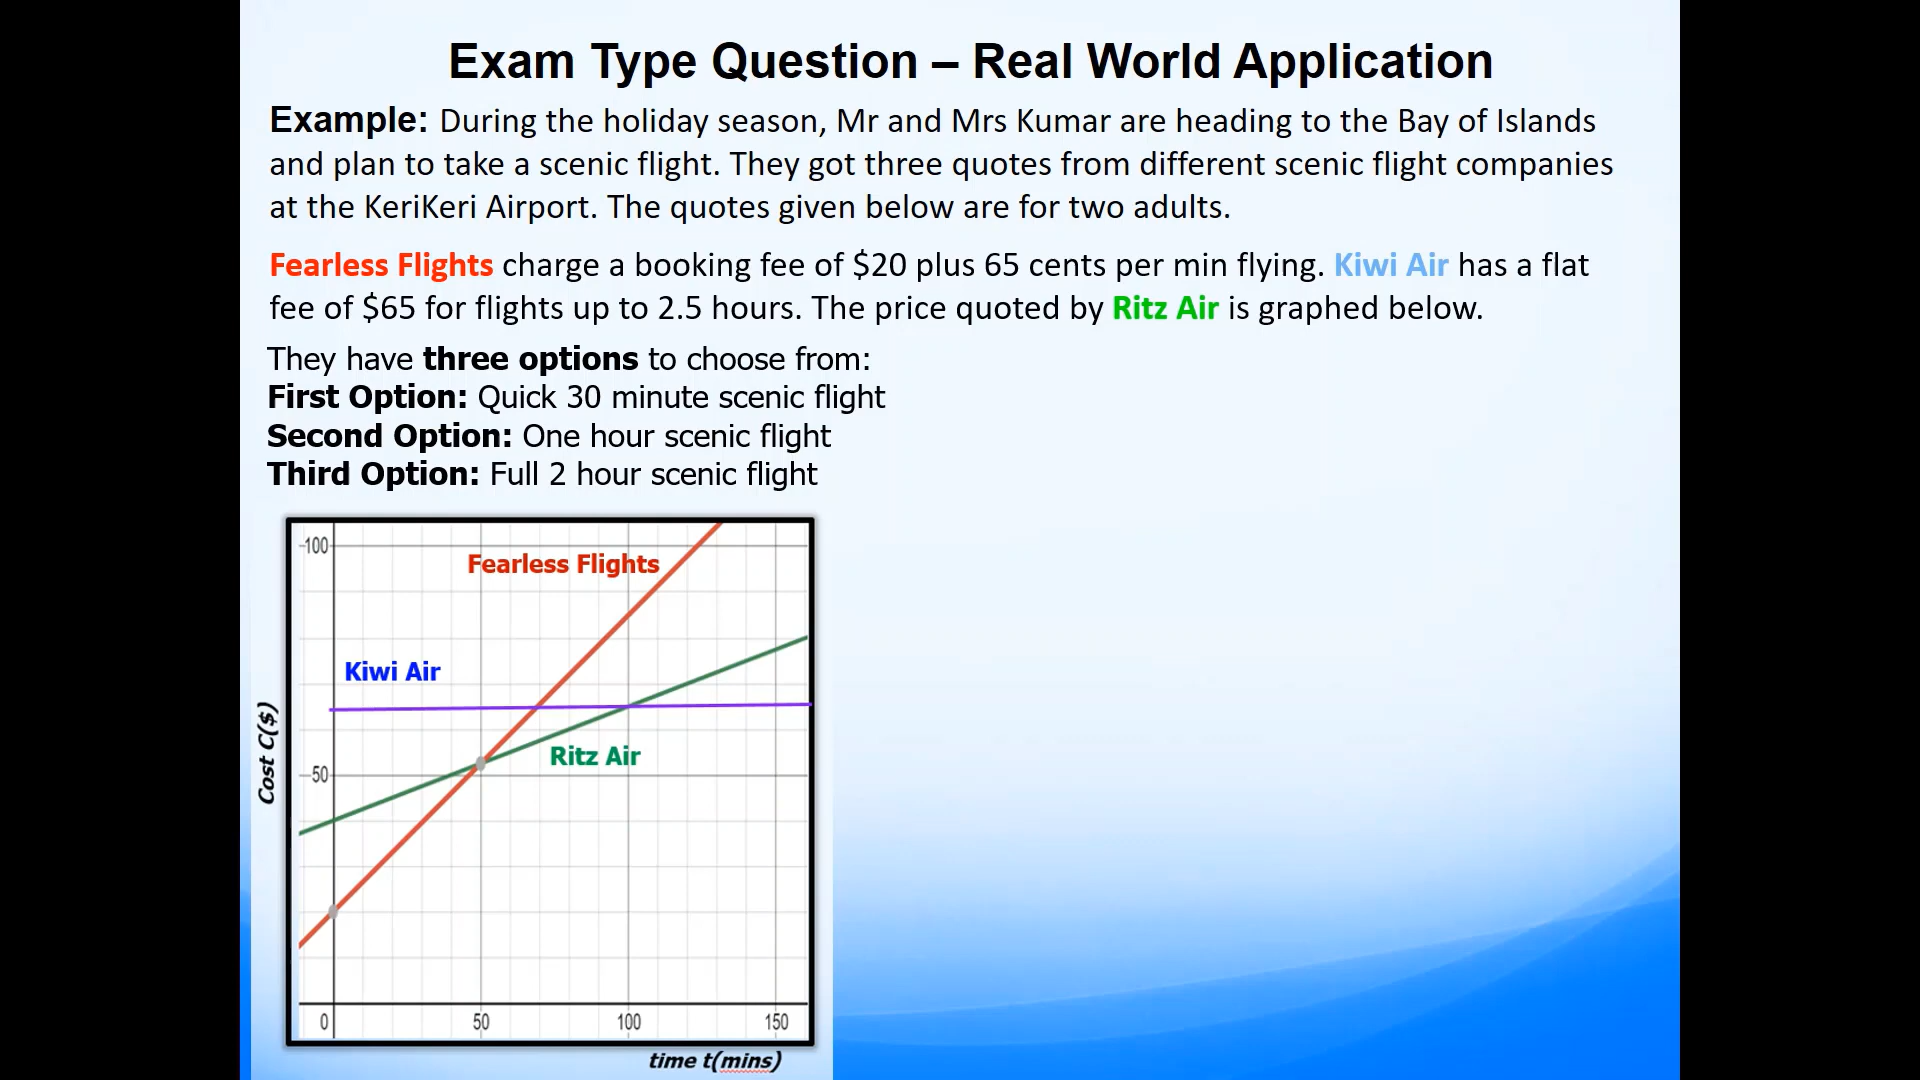 Exam Type Question – Real World Application
Example: During the holiday season, Mr and Mrs Kumar are heading to the Bay of Islands
and plan to take a scenic flight. They got three quotes from different scenic flight companies
at the KeriKeri Airport. The quotes given below are for two adults.
Fearless Flights charge a booking fee of $20 plus 65 cents per min flying. Kiwi Air has a flat
fee of $65 for flights up to 2.5 hours. The price quoted by Ritz Air is graphed below.
They have three options to choose from:
First Option: Quick 30 minute scenic flight
Second Option: One hour scenic flight
Third Option: Full 2 hour scenic flight
100
Fearless Flights
Kiwi Air
Cost C($)
Ritz Air
50
0 50 100 150
time t(mins)